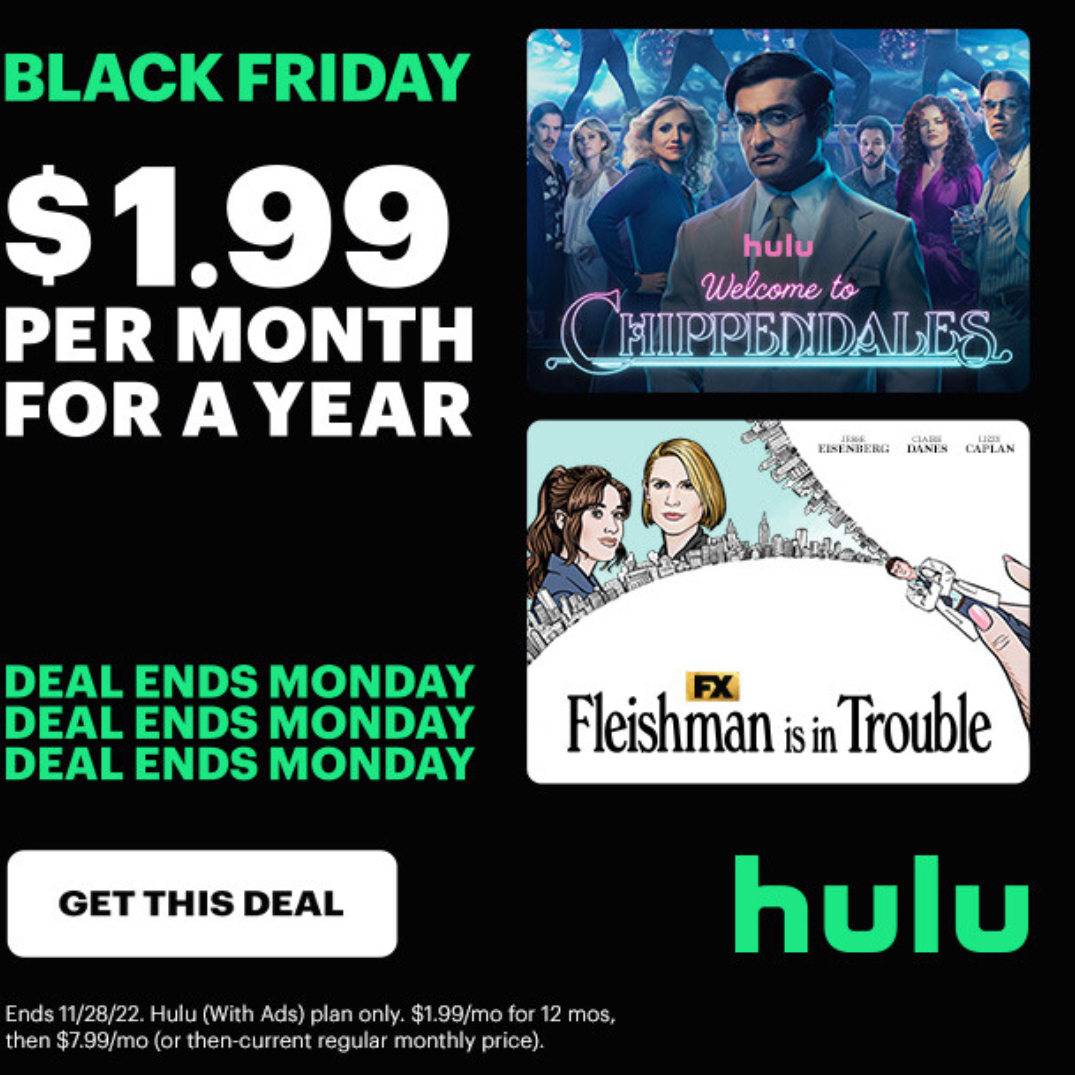 BLACK FRIDAY
$1.99
PER MONTH
FOR A YEAR
DEAL ENDS MONDAY
DEAL ENDS MONDAY
DEAL ENDS MONDAY
GET THIS DEAL
Ends 11/28/22. Hulu (With Ads) plan only. $1.99/mo for 12 mos,
then $7.99/mo (or then-current regular monthly price).
hulu
Welcome to
CHIPPENDALES
JESSE EISENBERG
CLAIRE DANES
LIZZY CAPLAN
FX
Fleishman is in Trouble
hulu